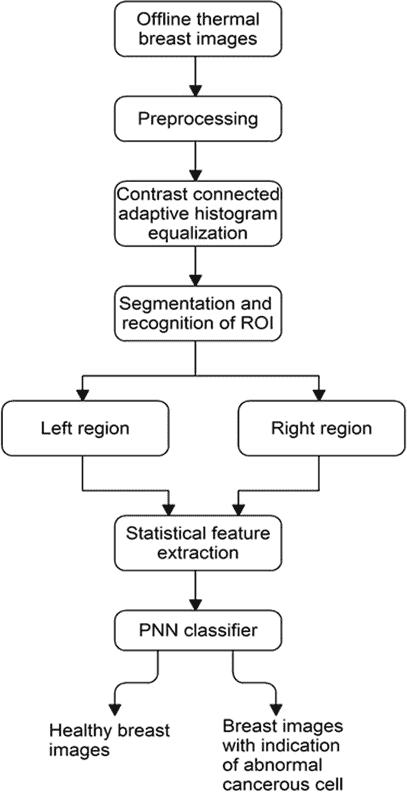 Offline thermal
breast images
Preprocessing
Contrast connected
adaptive histogram
equalization
Segmentation and
recognition of ROI
Left region
Right region
Statistical feature
extraction
PNN classifier
Healthy breast
images
Breast images
with indication
of abnormal
cancerous cell